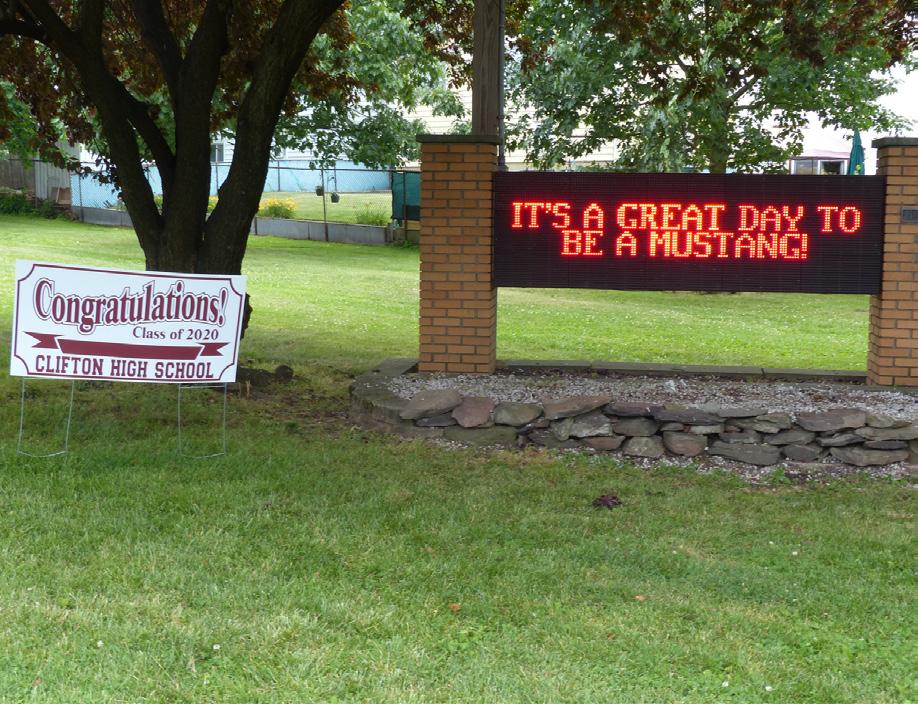 Congratulations!
Class of 2020
CLIFTON HIGH SCHOOL
IT'S A GREAT DAY TO
BE A MUSTANG!